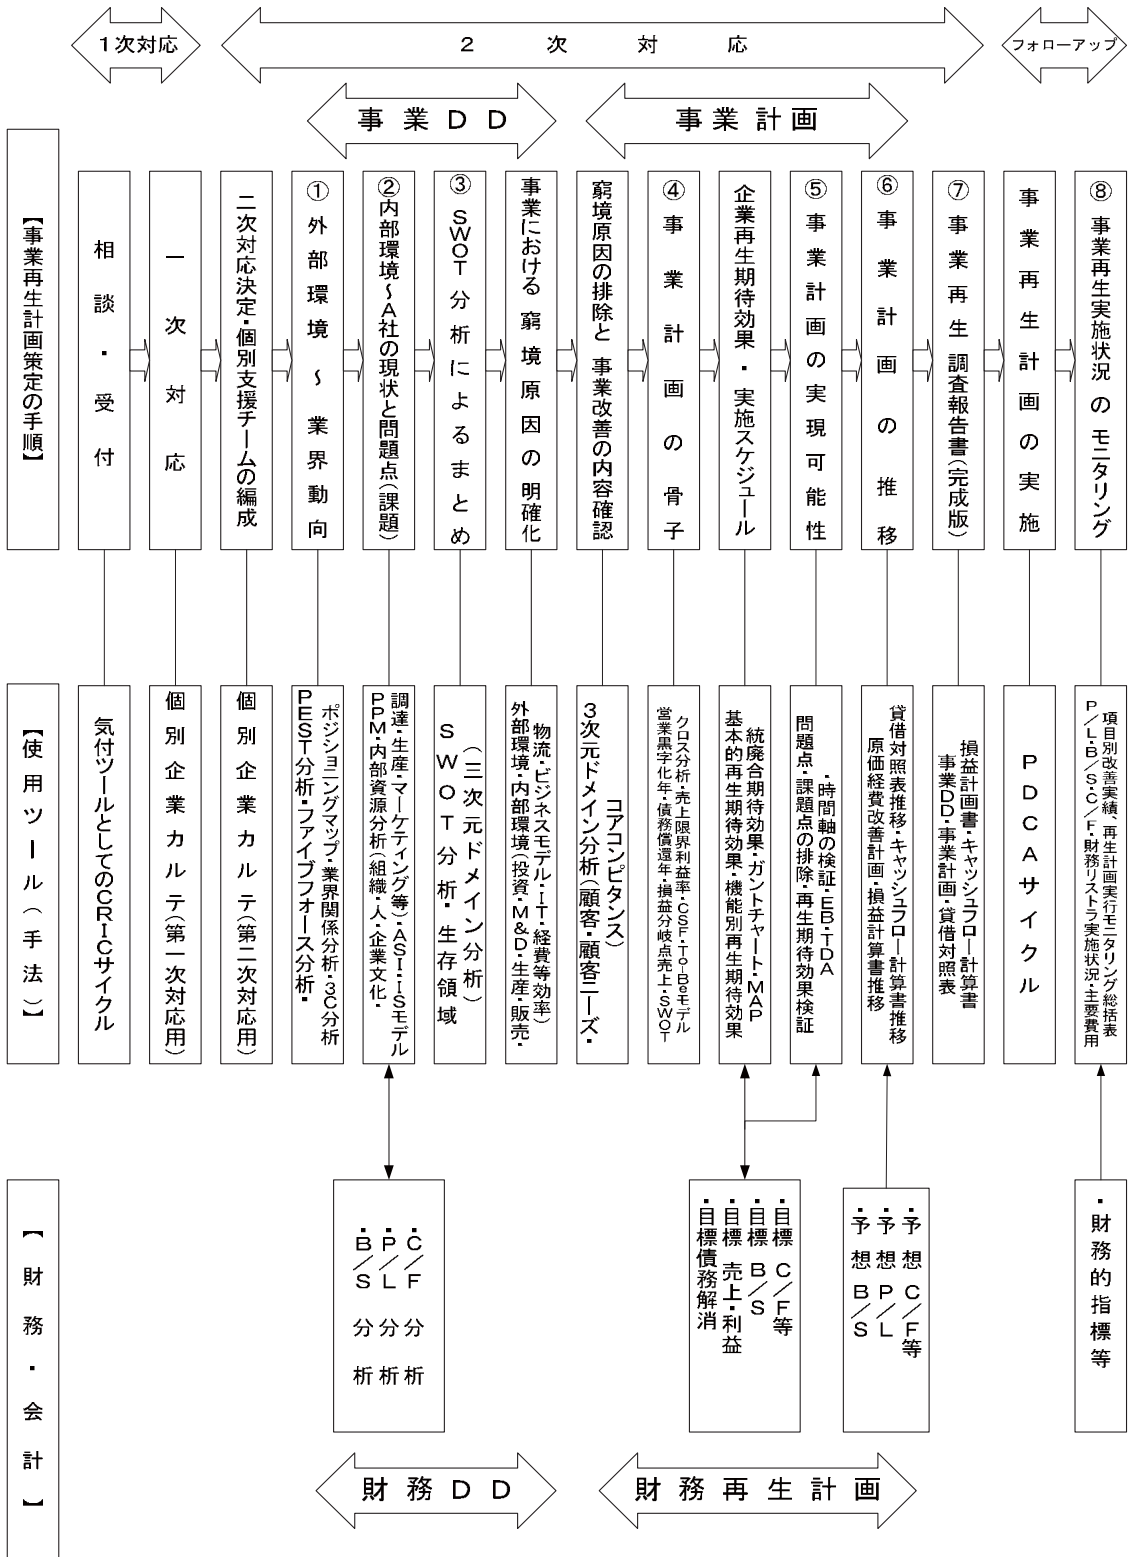 1次対応
2次対応
フォローアップ
事業DD
事業計画
【事業再生計画策定の手順】
相談・受付
一次対応
二次対応決定・個別支援チームの編成
①外部環境~業界動向
②内部環境~A社の現状と問題点(課題)
③SWOT分析によるまとめ
事業における窮境原因の明確化
窮境原因の排除と 事業改善の内容確認
④事業計画の骨子
企業再生期待効果・実施スケジュール
⑤事業計画の実現可能性
⑥事業計画の推移
⑦事業再生 調査報告書(完成版)
事業再生計画の実施
⑧事業再生実施状況のモニタリング
【使用ツール(手法)】
気付ツールとしてのCRICサイクル
個別企業カルテ(第一次対応用)
個別企業カルテ(第二次対応用)
PEST分析・ファイブフォース分析・
ポジショニングマップ・業界関係分析・3C分析
PPM・内部資源分析(組織・人・企業文化・
調達・生産・マーケティング等)・ASI・ISモデル
SWOT分析・生存領域
(三次元ドメイン分析)
外部環境・内部環境(投資・M&D・生産・販売・
物流・ビジネスモデル・IT・経費等効率)
3次元ドメイン分析(顧客・顧客ニーズ・
コアコンピタンス)
営業黒字化年・債務償還年・損益分岐点売上・SWOT
クロス分析・売上限界利益率・CSF・To-Beモデル
基本的再生期待効果・機能別再生期待効果
統廃合期待効果・ガントチャート・MAP
問題点・課題点の排除・再生期待効果検証
・時間軸の検証・EB・TDA
原価経費改善計画・損益計算書推移
貸借対照表推移・キャッシュフロー計算書推移
事業DD・事業計画・貸借対照表
損益計画書・キャッシュフロー計算書
PDCAサイクル
P/L・B/S・C/F・財務リストラ実施状況・主要費用
項目別改善実績、再生計画実行モニタリング総括表
【財務・会計】
・B/S 分析
・P/L 分析
・C/F 分析
・目標債務解消
・目標 売上・利益
・目標 B/S
・目標 C/F等
・予想 B/S
・予想 P/L
・予想 C/F等
・財務的指標等
財務DD
財務再生計画